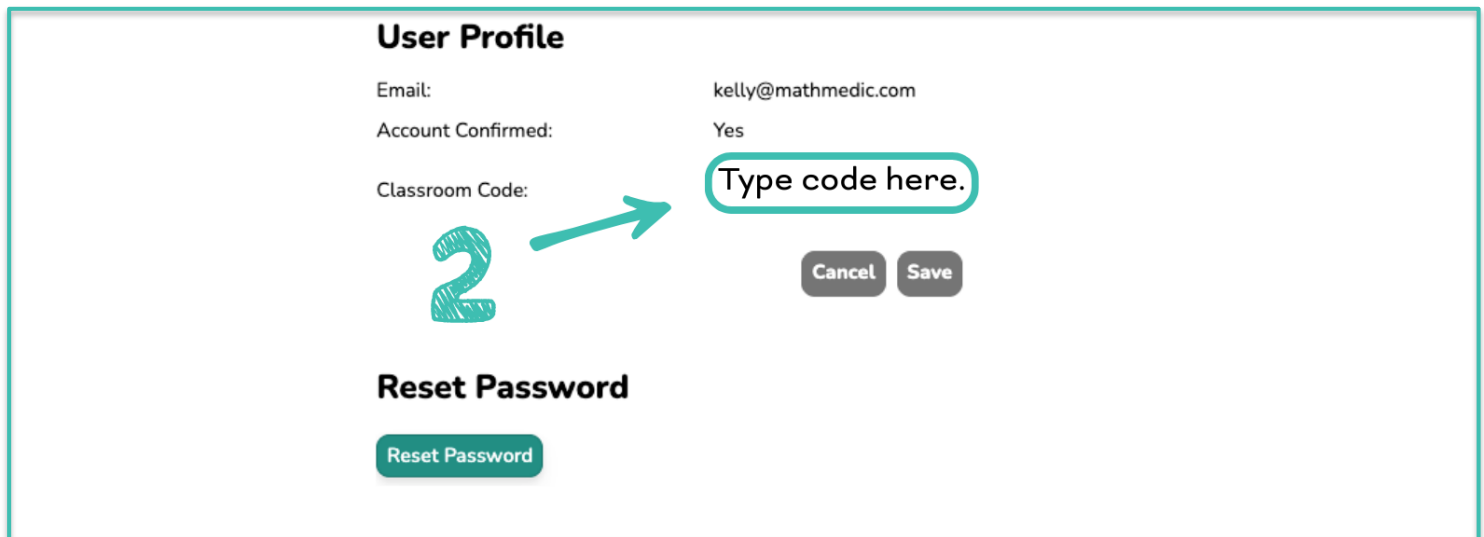 User Profile
Email: kelly@mathmedic.com
Account Confirmed: Yes
Classroom Code: Type code here.
2
Cancel Save
Reset Password
Reset Password